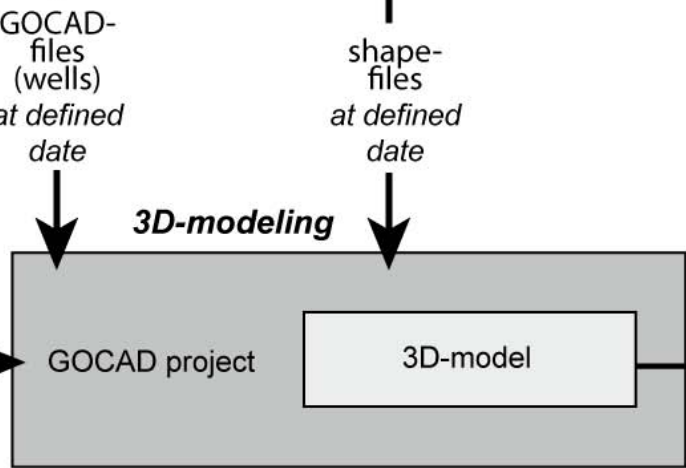 GOCAD-
files
(wells)
at defined
date
shape-
files
at defined
date
3D-modeling
GOCAD project
3D-model